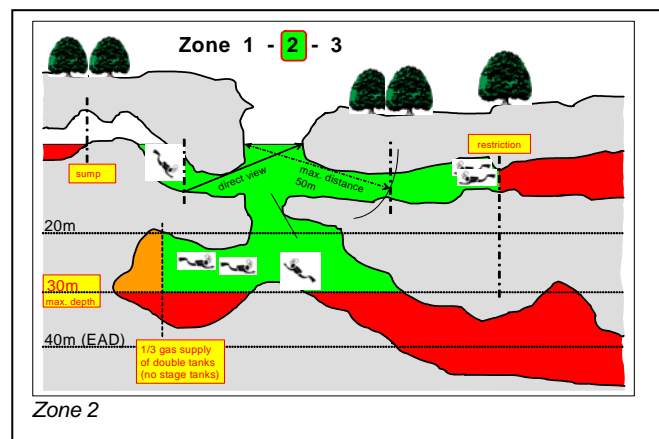 Zone 1 - 2 - 3
restriction
sump
direct view
max. distance
50m
20m
30m
max. depth
40m (EAD)
1/3 gas supply
of double tanks
(no stage tanks)
Zone 2